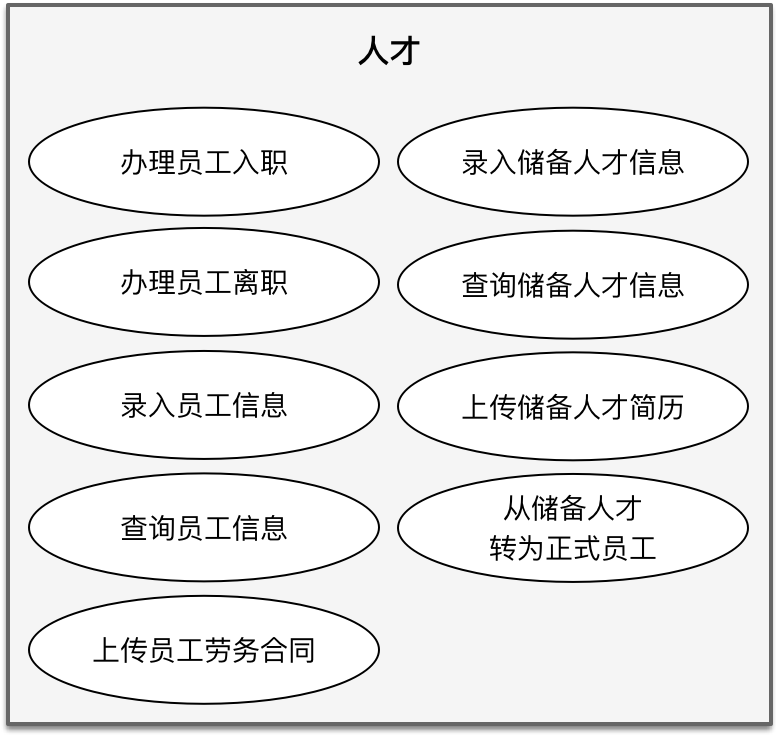 人才
办理员工入职
办理员工离职
录入员工信息
查询员工信息
上传员工劳务合同
录入储备人才信息
查询储备人才信息
上传储备人才简历
从储备人才
转为正式员工